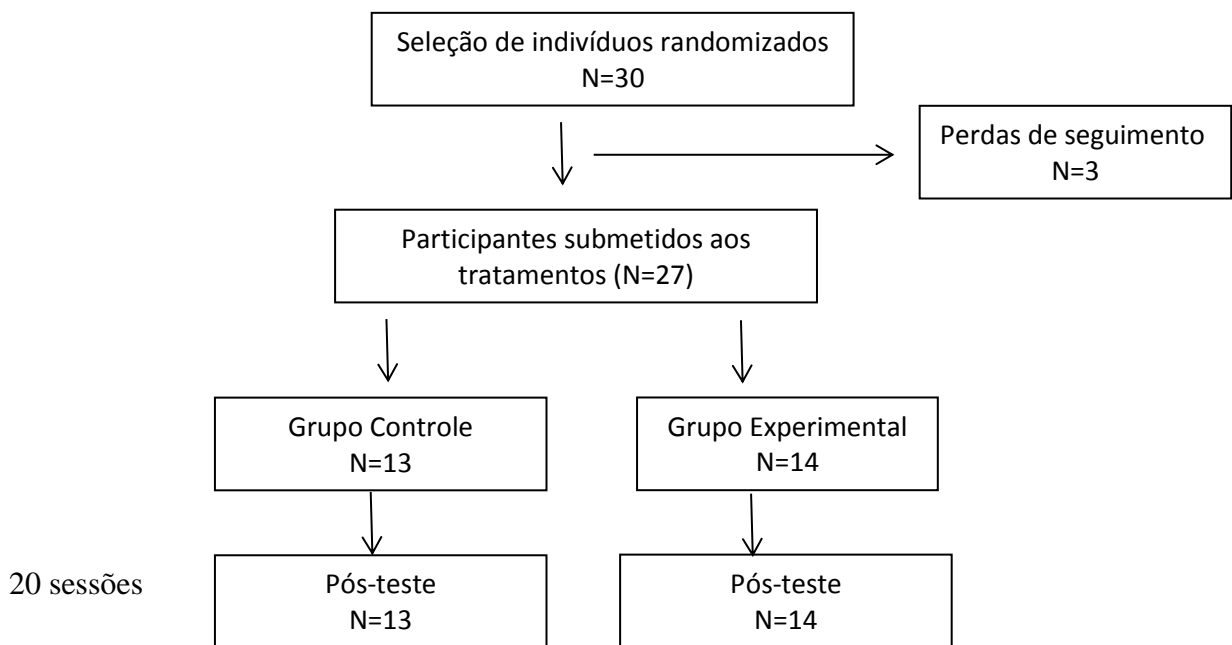 Seleção de indivíduos randomizados
N=30
Perdas de seguimento
N=3
Participantes submetidos aos
tratamentos (N=27)
Grupo Controle
N=13
Grupo Experimental
N=14
20 sessões
Pós-teste
N=13
Pós-teste
N=14